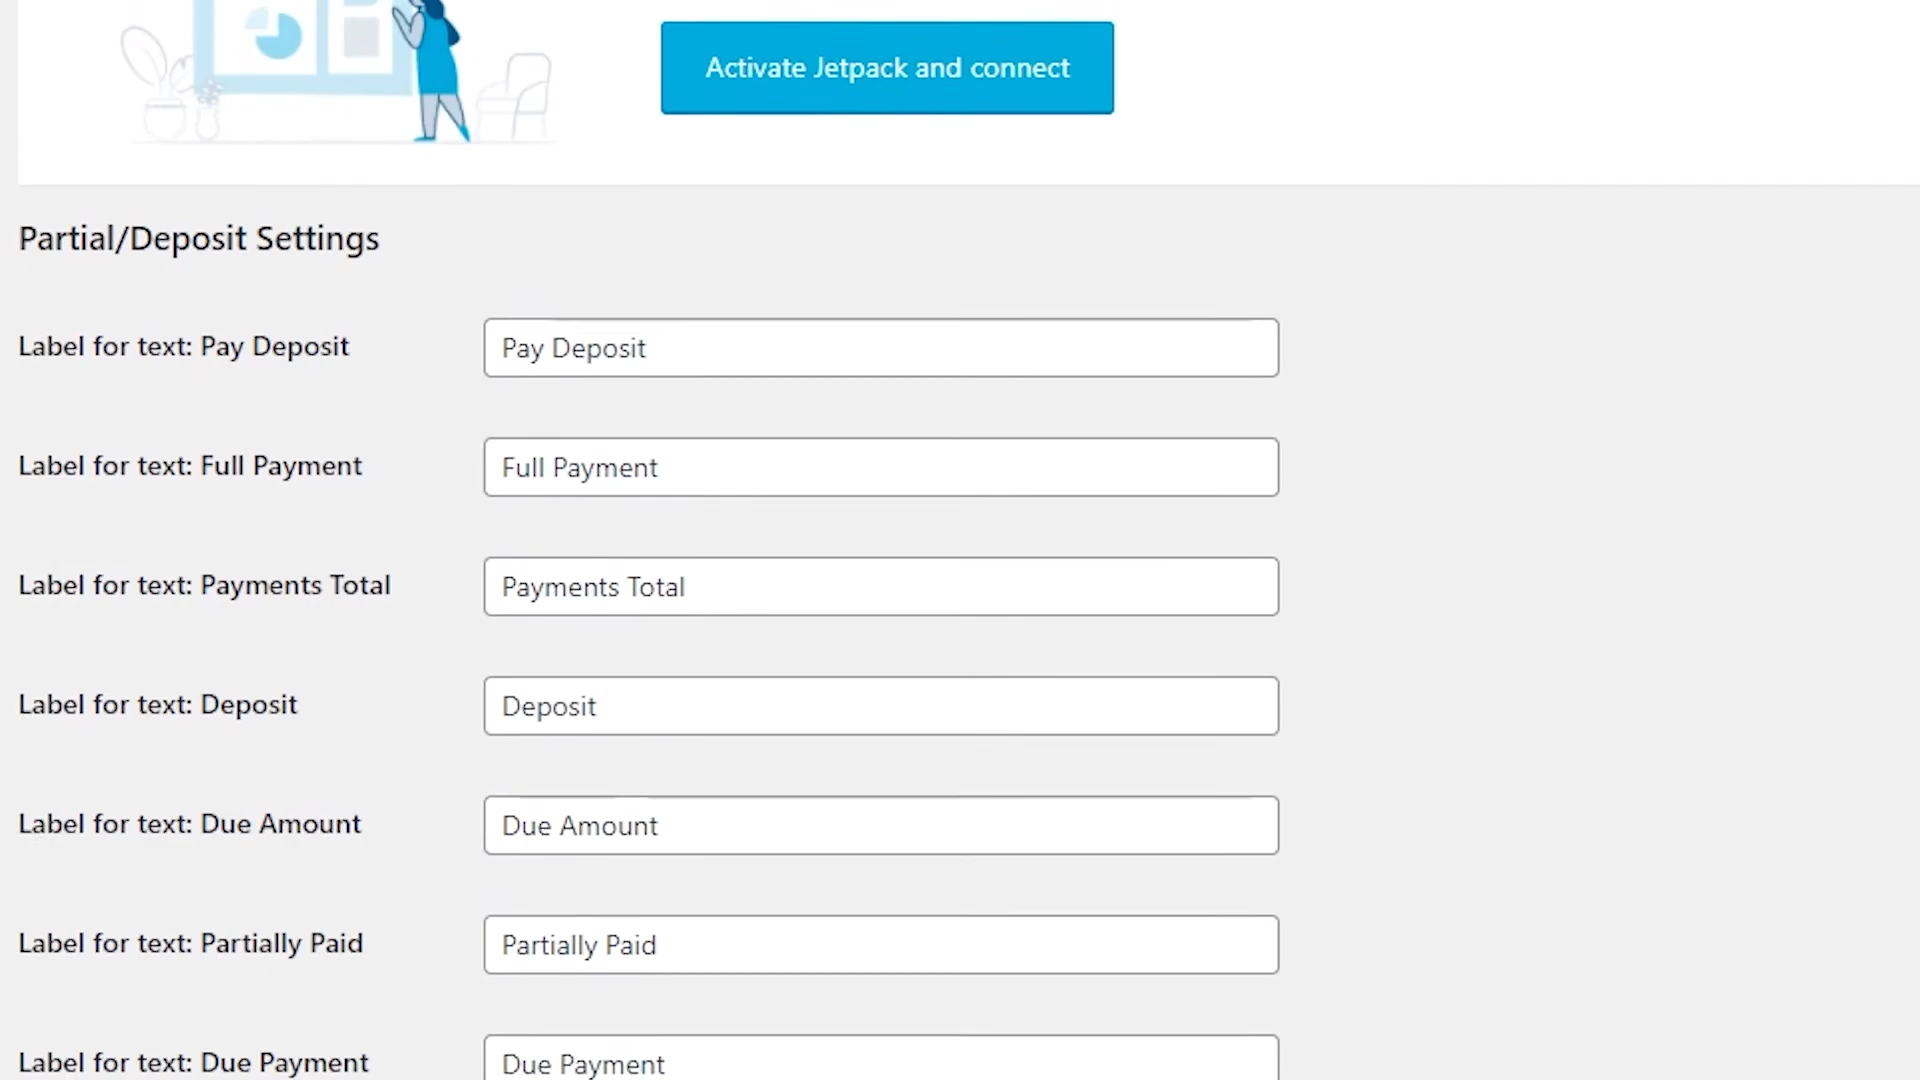 Activate Jetpack and connect
Partial/Deposit Settings
Label for text: Pay Deposit
Pay Deposit
Label for text: Full Payment
Full Payment
Label for text: Payments Total
Payments Total
Label for text: Deposit
Deposit
Label for text: Due Amount
Due Amount
Label for text: Partially Paid
Partially Paid
Label for text: Due Payment
Due Payment